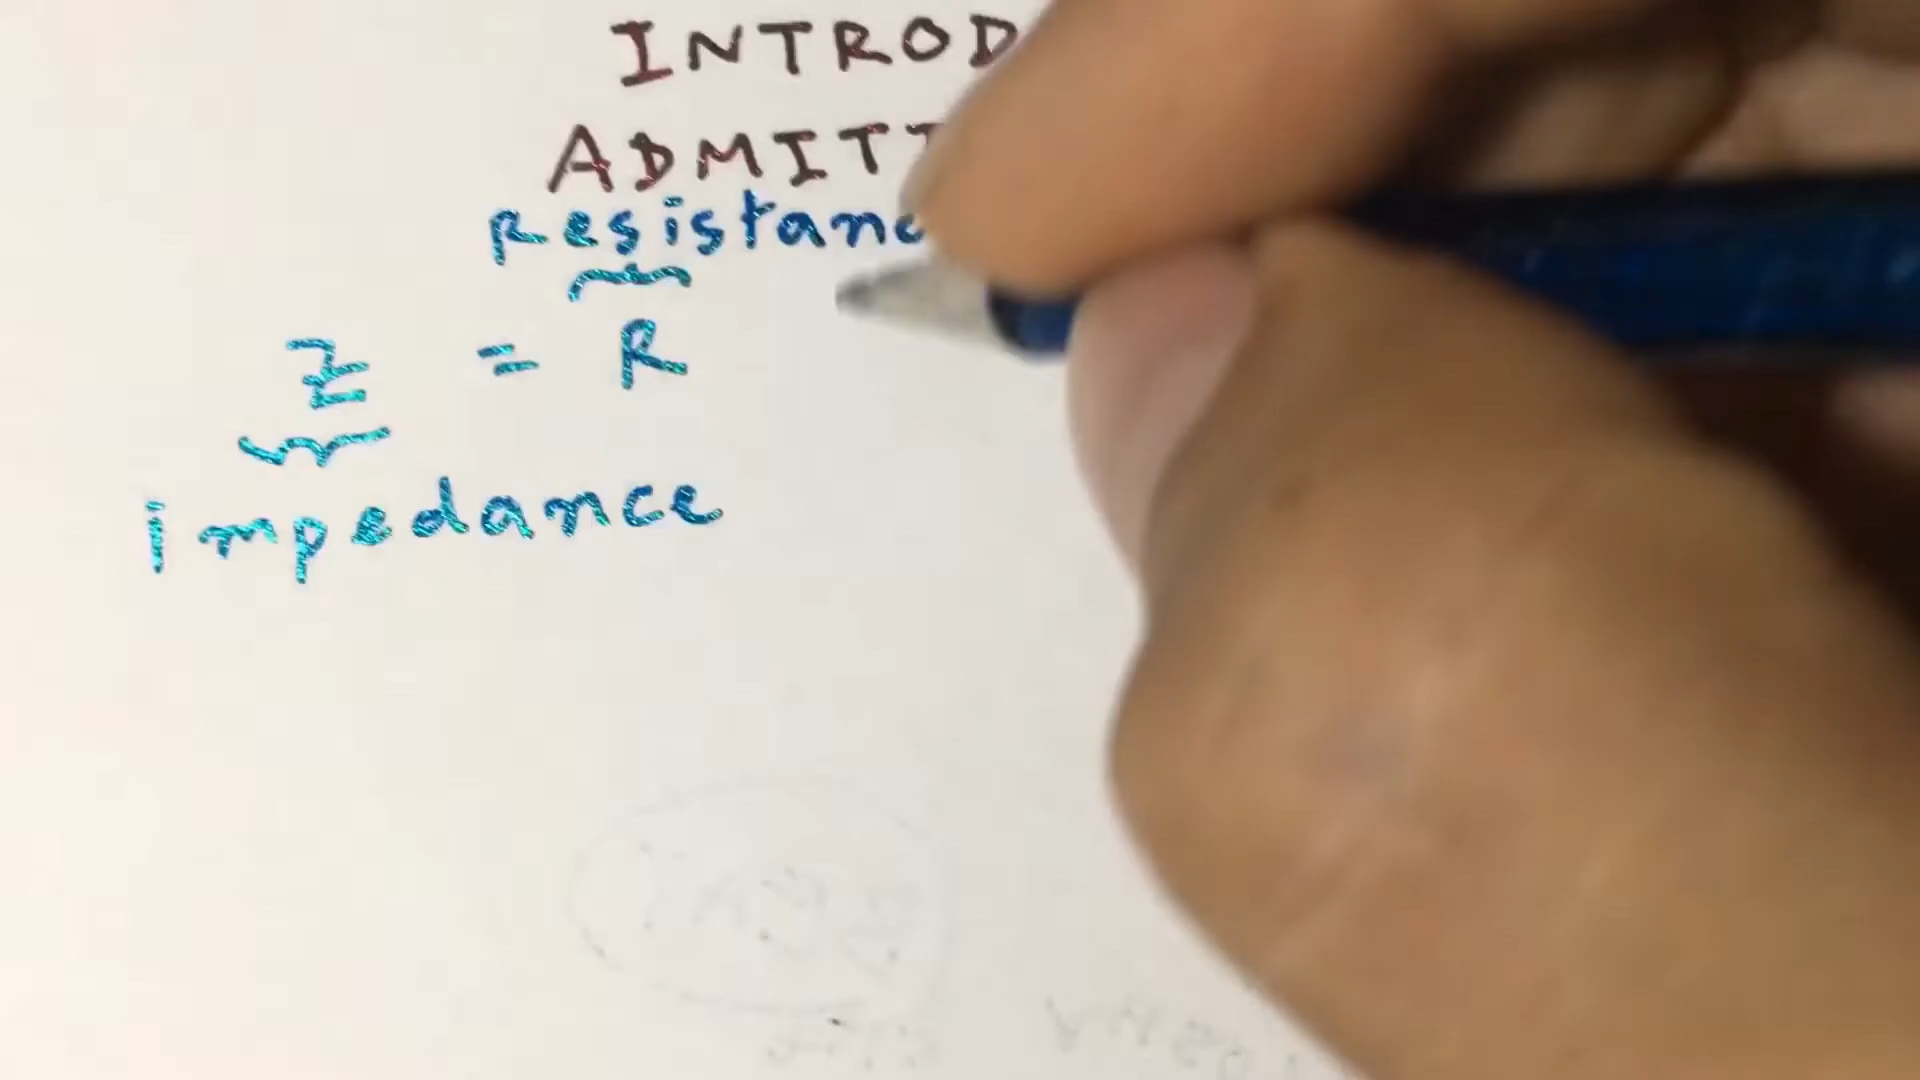 INTROD
ADMITT
Resistanc
Z = R
impedance